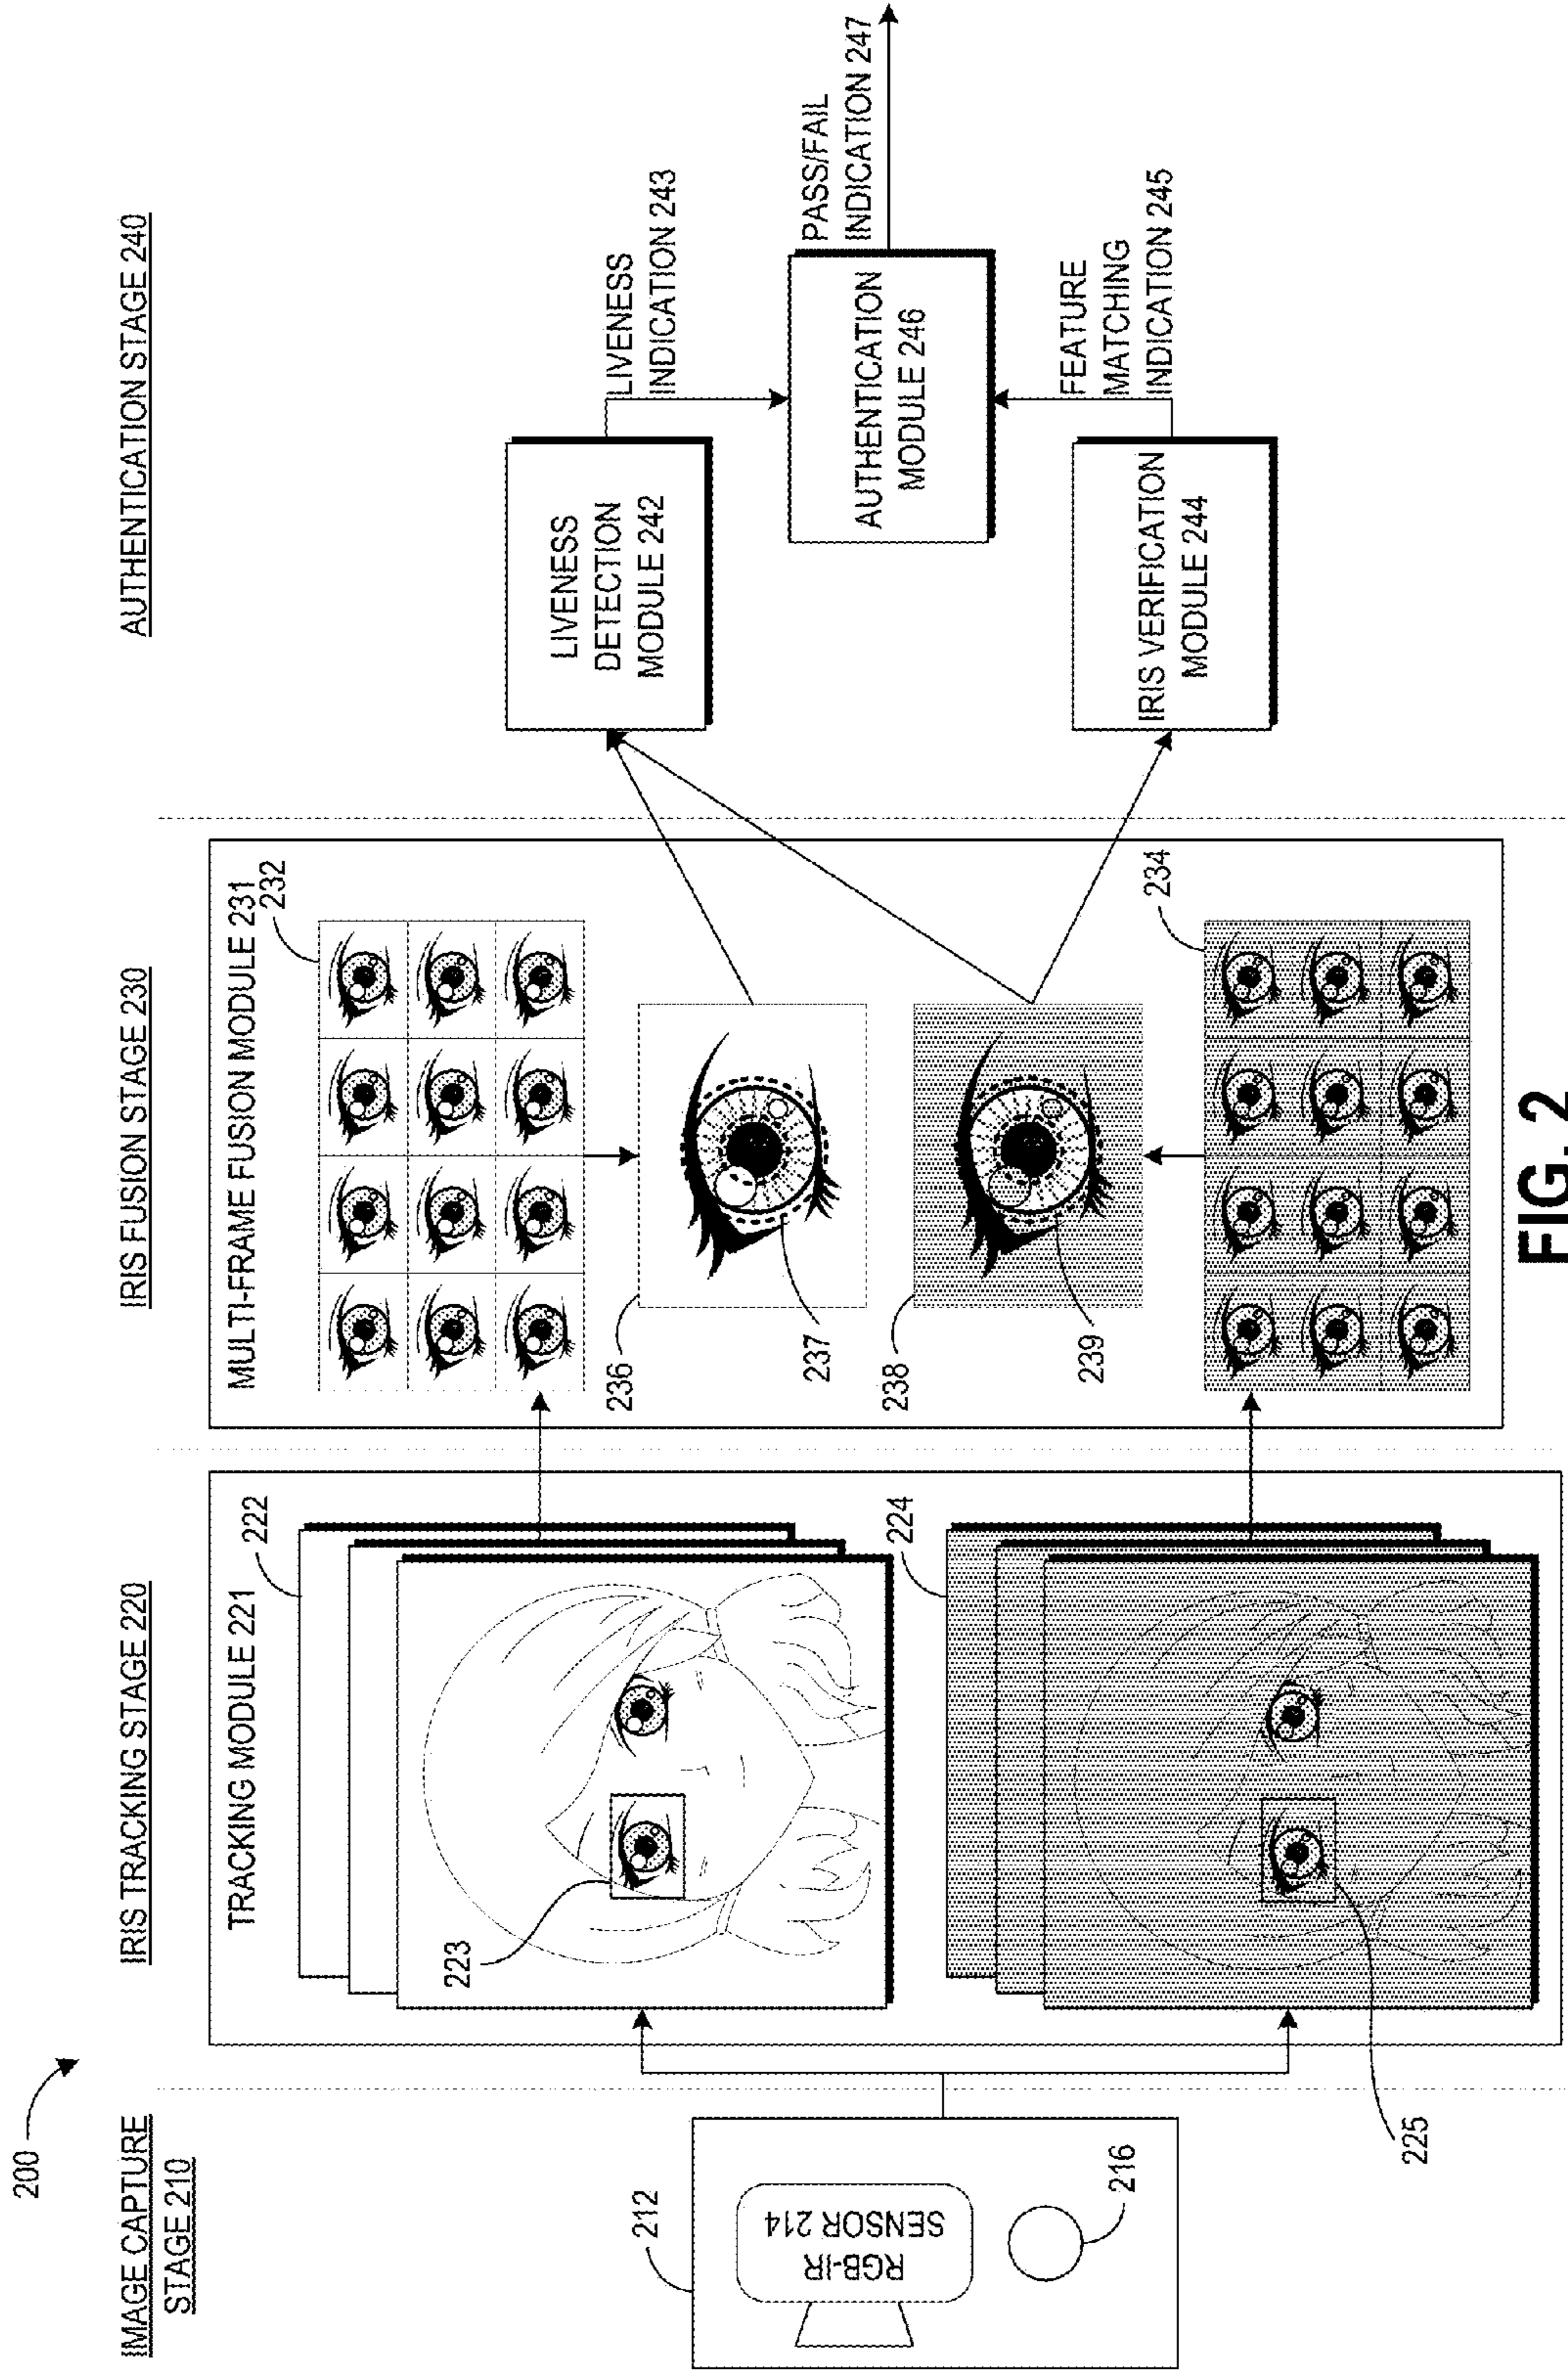 200
IMAGE CAPTURE
STAGE 210
212
RGB-IR
SENSOR 214
216
IRIS TRACKING STAGE 220
TRACKING MODULE 221
222
223
224
225
IRIS FUSION STAGE 230
MULTI-FRAME FUSION MODULE 231
232
236
237
238
239
234
AUTHENTICATION STAGE 240
LIVENESS
DETECTION
MODULE 242
LIVENESS
INDICATION 243
AUTHENTICATION
MODULE 246
PASS/FAIL
INDICATION 247
IRIS VERIFICATION
MODULE 244
FEATURE
MATCHING
INDICATION 245
FIG. 2